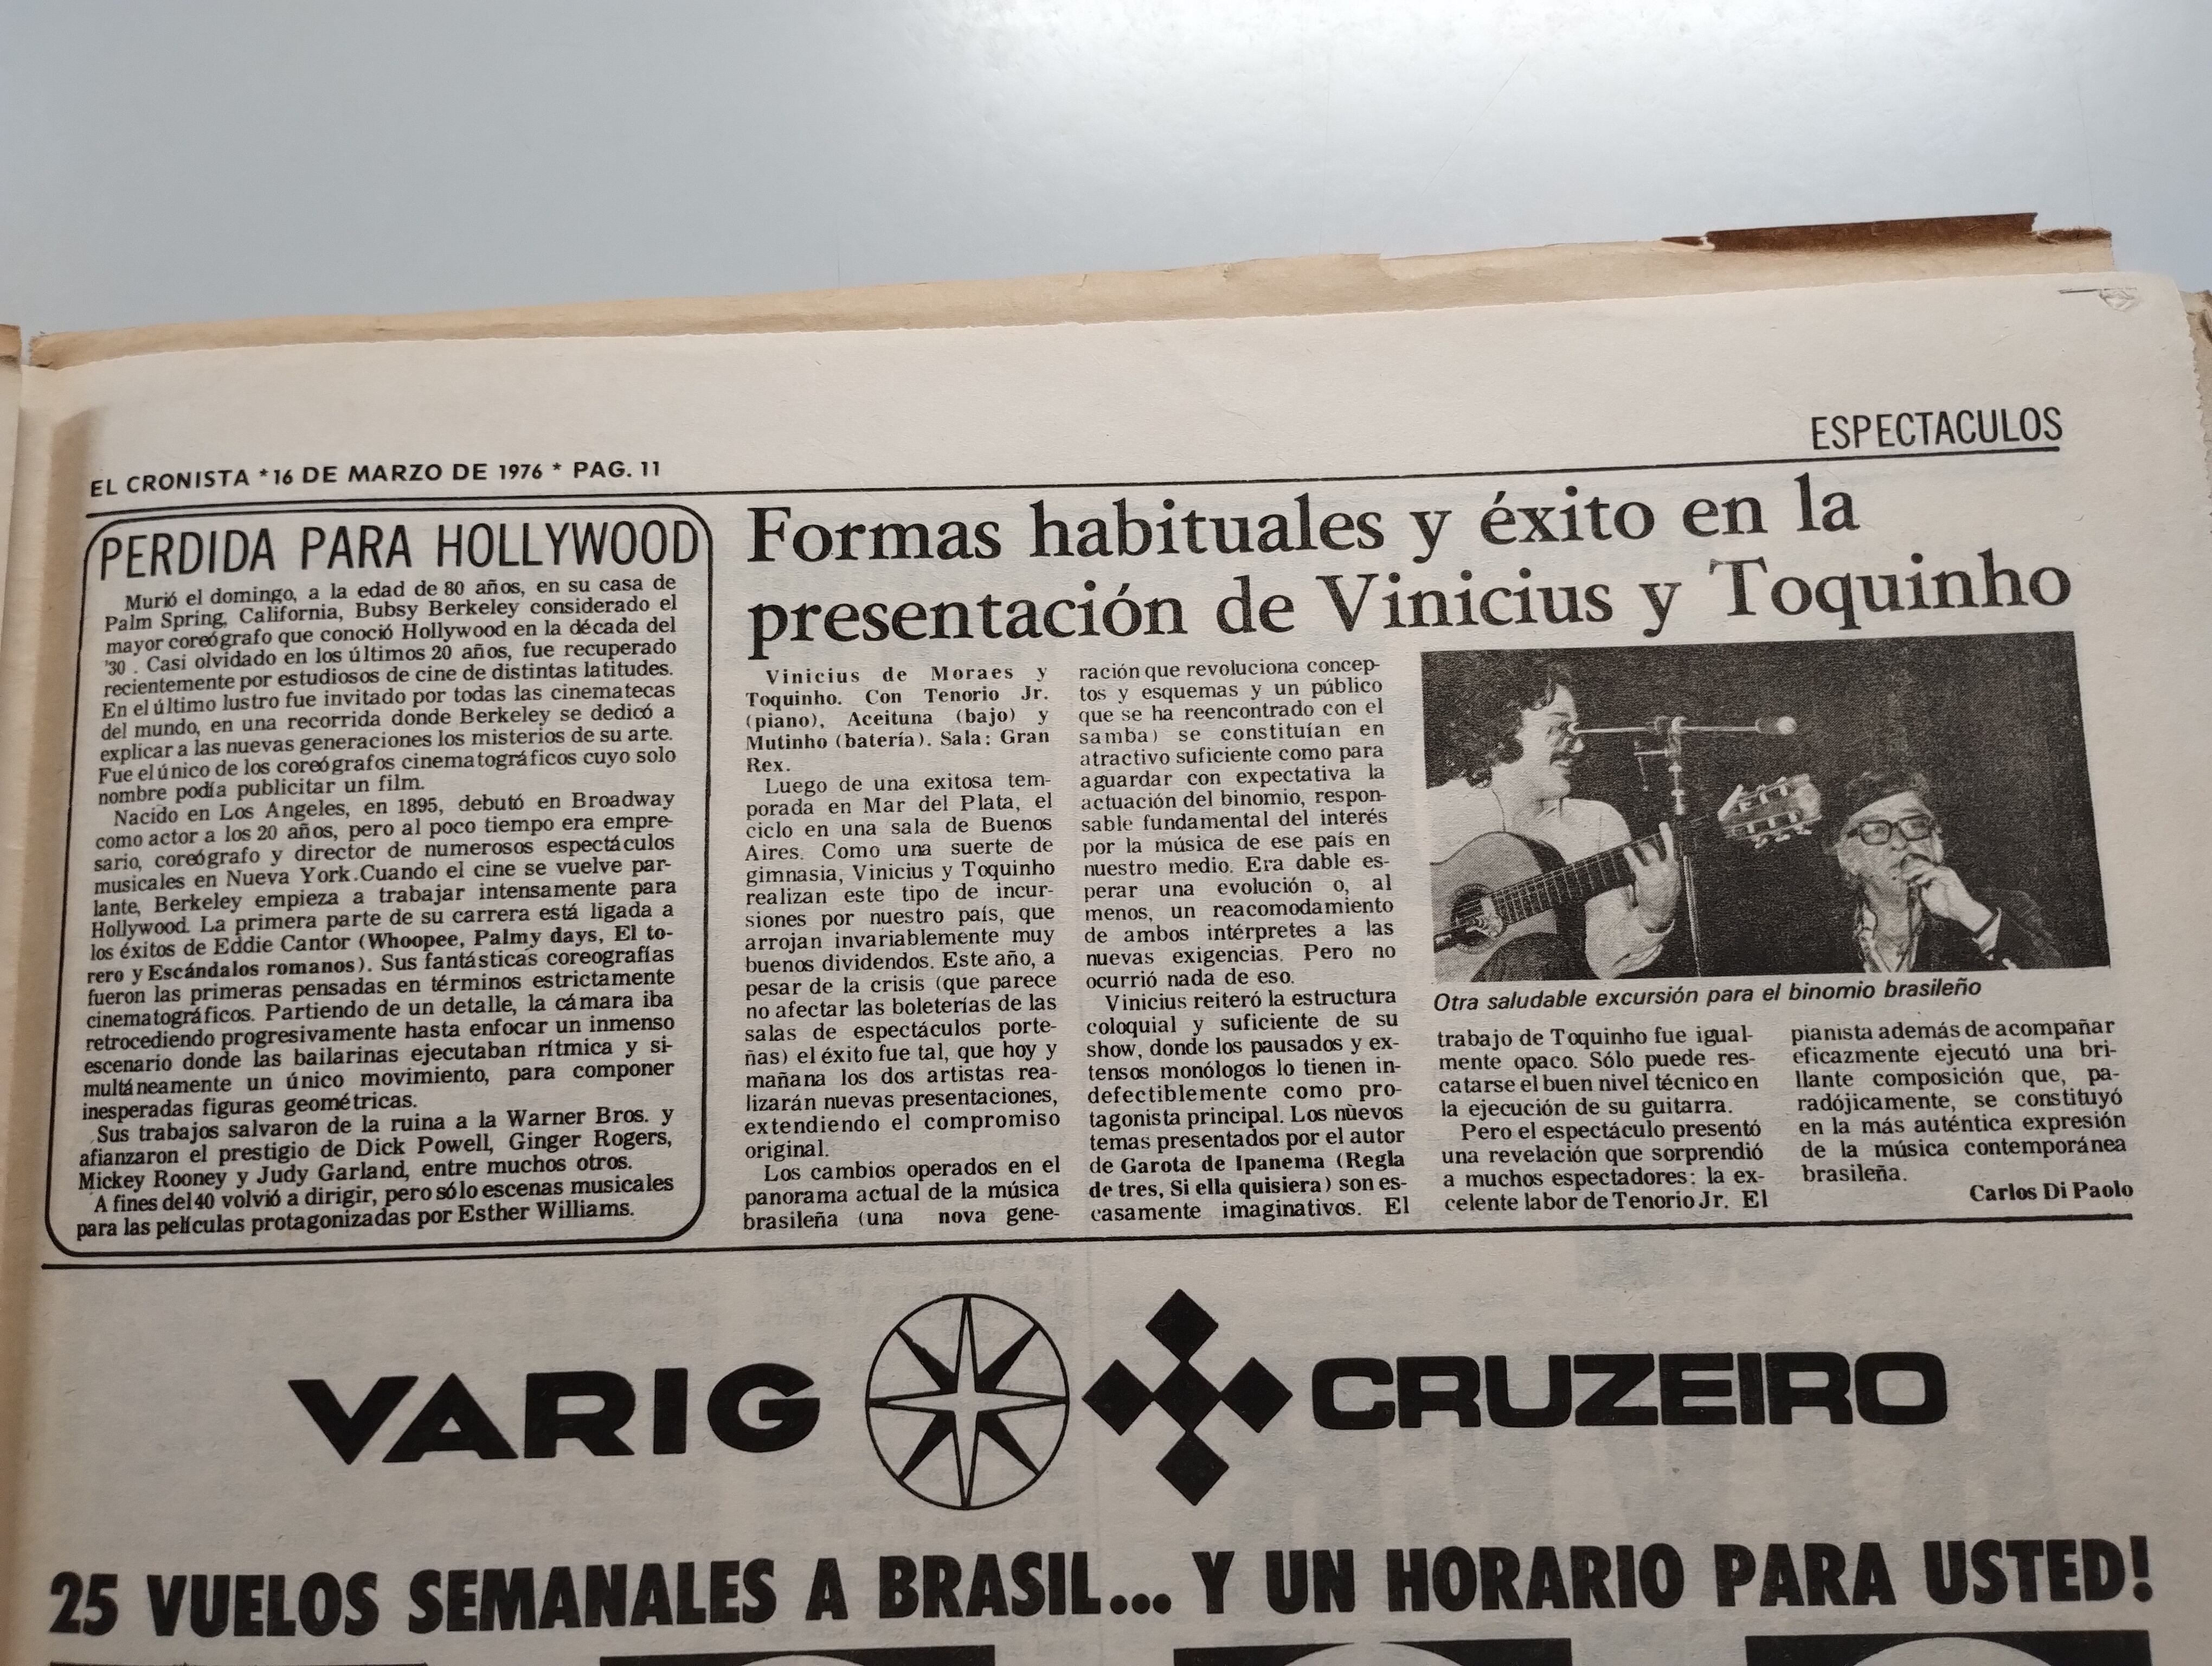 ESPECTACULOS
EL CRONISTA * 16 DE MARZO DE 1976 * PAG. 11
PERDIDA PARA HOLLYWOOD
Murió el domingo, a la edad de 80 años, en su casa de
Palm Spring, California, Bubsy Berkeley considerado el
mayor coreógrafo que conoció Hollywood en la década del
'30 . Casi olvidado en los últimos 20 años, fue recuperado
recientemente por estudiosos de cine de distintas latitudes.
En el último lustro fue invitado por todas las cinematecas
del mundo, en una recorrida donde Berkeley se dedicó a
explicar a las nuevas generaciones los misterios de su arte.
Fue el único de los coreógrafos cinematográficos cuyo solo
nombre podía publicitar un film.
Nacido en Los Angeles, en 1895, debutó en Broadway
como actor a los 20 años, pero al poco tiempo era empre-
sario, coreógrafo y director de numerosos espectáculos
musicales en Nueva York.Cuando el cine se vuelve par-
lante, Berkeley empieza a trabajar intensamente para
Hollywood. La primera parte de su carrera está ligada a
los éxitos de Eddie Cantor (Whoopee, Palmy days, El to-
rero y Escándalos romanos). Sus fantásticas coreografías
fueron las primeras pensadas en términos estrictamente
cinematográficos. Partiendo de un detalle, la cámara iba
retrocediendo progresivamente hasta enfocar un inmenso
escenario donde las bailarinas ejecutaban rítmica y si-
multáneamente un único movimiento, para componer
inesperadas figuras geométricas.
Sus trabajos salvaron de la ruina a la Warner Bros. y
afianzaron el prestigio de Dick Powell, Ginger Rogers,
Mickey Rooney y Judy Garland, entre muchos otros.
A fines del 40 volvió a dirigir, pero sólo escenas musicales
para las películas protagonizadas por Esther Williams.
Formas habituales y éxito en la
presentación de Vinicius y Toquinho
Vinicius de Moraes y
Toquinho. Con Tenorio Jr.
(piano), Aceituna (bajo) y
Mutinho (batería). Sala: Gran
Rex.
Luego de una exitosa tem-
porada en Mar del Plata, el
ciclo en una sala de Buenos
Aires. Como una suerte de
gimnasia, Vinicius y Toquinho
realizan este tipo de incur-
siones por nuestro país, que
arrojan invariablemente muy
buenos dividendos. Este año, a
pesar de la crisis (que parece
no afectar las boleterías de las
salas de espectáculos porte-
ñas) el éxito fue tal, que hoy y
mañana los dos artistas rea-
lizarán nuevas presentaciones,
extendiendo el compromiso
original.
Los cambios operados en el
panorama actual de la música
brasileña (una nova gene-
ración que revoluciona concep-
tos y esquemas y un público
que se ha reencontrado con el
samba) se constituían en
atractivo suficiente como para
aguardar con expectativa la
actuación del binomio, respon-
sable fundamental del interés
por la música de ese país en
nuestro medio. Era dable es-
perar una evolución o, al
menos, un reacomodamiento
de ambos intérpretes a las
nuevas exigencias. Pero no
ocurrió nada de eso.
Vinicius reiteró la estructura
coloquial y suficiente de su
show, donde los pausados y ex-
tensos monólogos lo tienen in-
defectiblemente como pro-
tagonista principal. Los nuevos
temas presentados por el autor
de Garota de Ipanema (Regla
de tres, Si ella quisiera) son es-
casamente imaginativos. El
Otra saludable excursión para el binomio brasileño
trabajo de Toquinho fue igual-
mente opaco. Sólo puede res-
catarse el buen nivel técnico en
la ejecución de su guitarra.
Pero el espectáculo presentó
una revelación que sorprendió
a muchos espectadores: la ex-
celente labor de Tenorio Jr. El
pianista además de acompañar
eficazmente ejecutó una bri-
llante composición que, pa-
radójicamente, se constituyó
en la más auténtica expresión
de la música contemporánea
brasileña.
Carlos Di Paolo
VARIG CRUZEIRO
25 VUELOS SEMANALES A BRASIL... Y UN HORARIO PARA USTED!